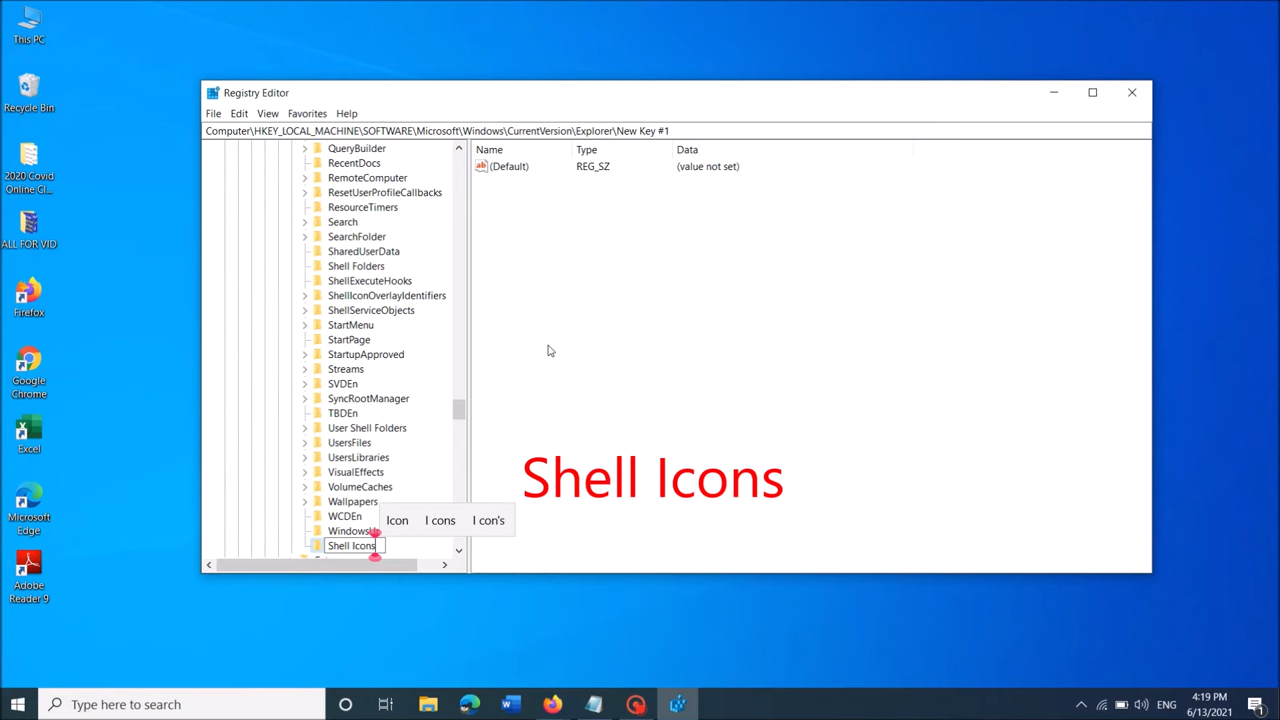 This PC
Recycle Bin
2020 Covid
Online Cl...
ALL FOR VID
Firefox
Google
Chrome
Excel
Microsoft
Edge
Adobe
Reader 9
Registry Editor
File Edit View Favorites Help
Computer\HKEY_LOCAL_MACHINE\SOFTWARE\Microsoft\Windows\CurrentVersion\Explorer\New Key #1
QueryBuilder
RecentDocs
RemoteComputer
ResetUserProfileCallbacks
ResourceTimers
Search
SearchFolder
SharedUserData
Shell Folders
ShellExecuteHooks
ShellIconOverlayIdentifiers
ShellServiceObjects
StartMenu
StartPage
StartupApproved
Streams
SVDEn
SyncRootManager
TBDEn
User Shell Folders
UsersFiles
UsersLibraries
VisualEffects
VolumeCaches
Wallpapers
WCDEn
Shell Icons
Icon I cons I con's
Name Type Data
ab (Default) REG_SZ (value not set)
Shell Icons
Type here to search
W
ENG
4:19 PM
6/13/2021
1